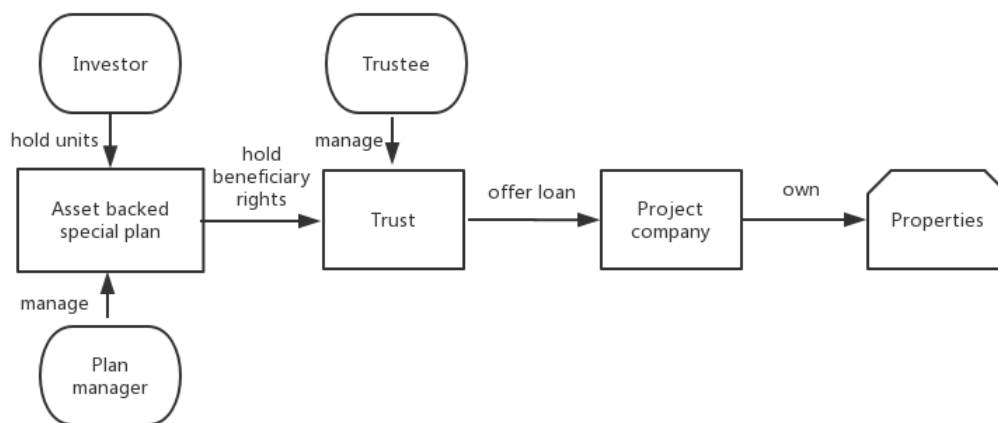 Investor
Trustee
hold units
manage
hold
beneficiary
rights
offer loan
own
Asset backed
special plan
Trust
Project
company
Properties
manage
Plan
manager